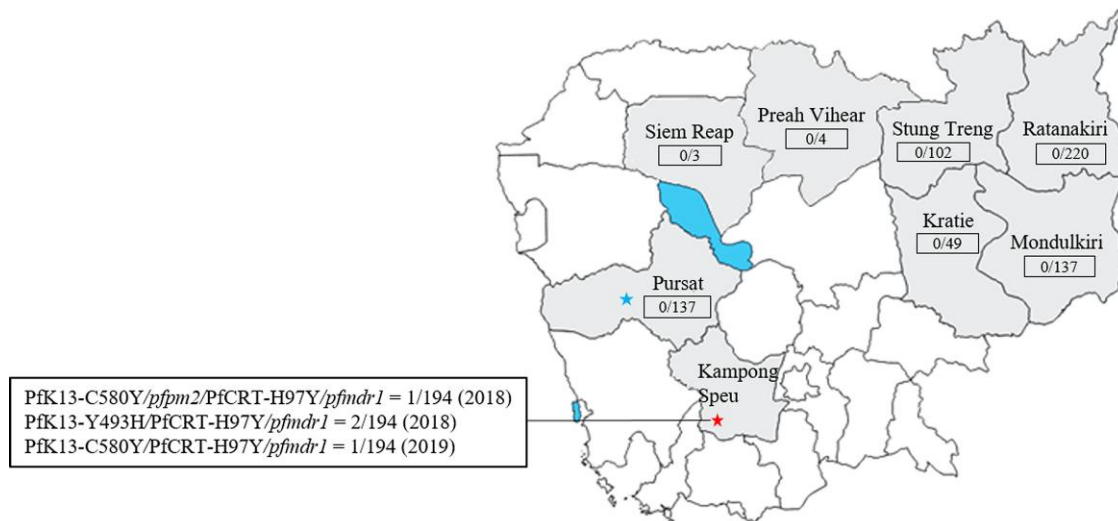 Siem Reap
0/3
Preah Vihear
0/4
Stung Treng
0/102
Ratanakiri
0/220
Kratie
0/49
Mondulkiri
0/137
Pursat
0/137
Kampong
Speu
PfK13-C580Y/pfpm2/PfCRT-H97Y/pfmdr1 = 1/194 (2018)
PfK13-Y493H/PfCRT-H97Y/pfmdr1 = 2/194 (2018)
PfK13-C580Y/PfCRT-H97Y/pfmdr1 = 1/194 (2019)